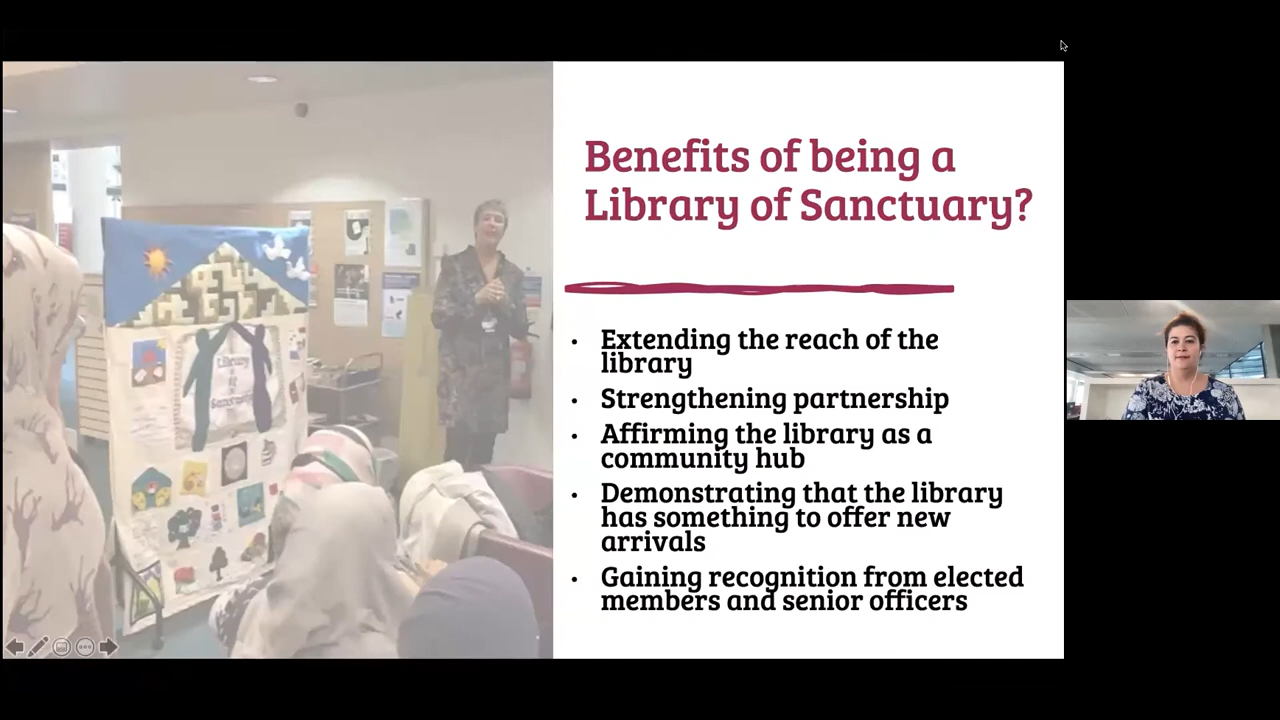 Benefits of being a
Library of Sanctuary?
• Extending the reach of the
library
• Strengthening partnership
• Affirming the library as a
community hub
• Demonstrating that the library
has something to offer new
arrivals
• Gaining recognition from elected
members and senior officers
Library
of
Sanctuary